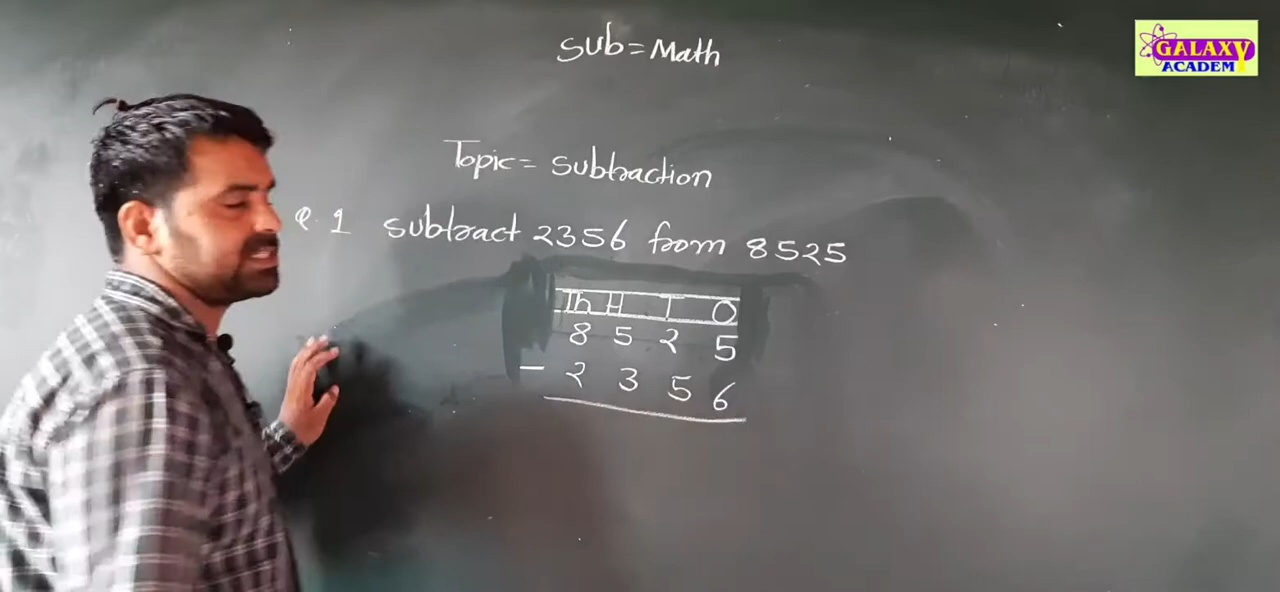 Sub = Math
GALAXY
ACADEMY
Topic = Subtraction
Q.1 Subtract 2356 from 8525
Th H T O
8 5 2 5
- 2 3 5 6